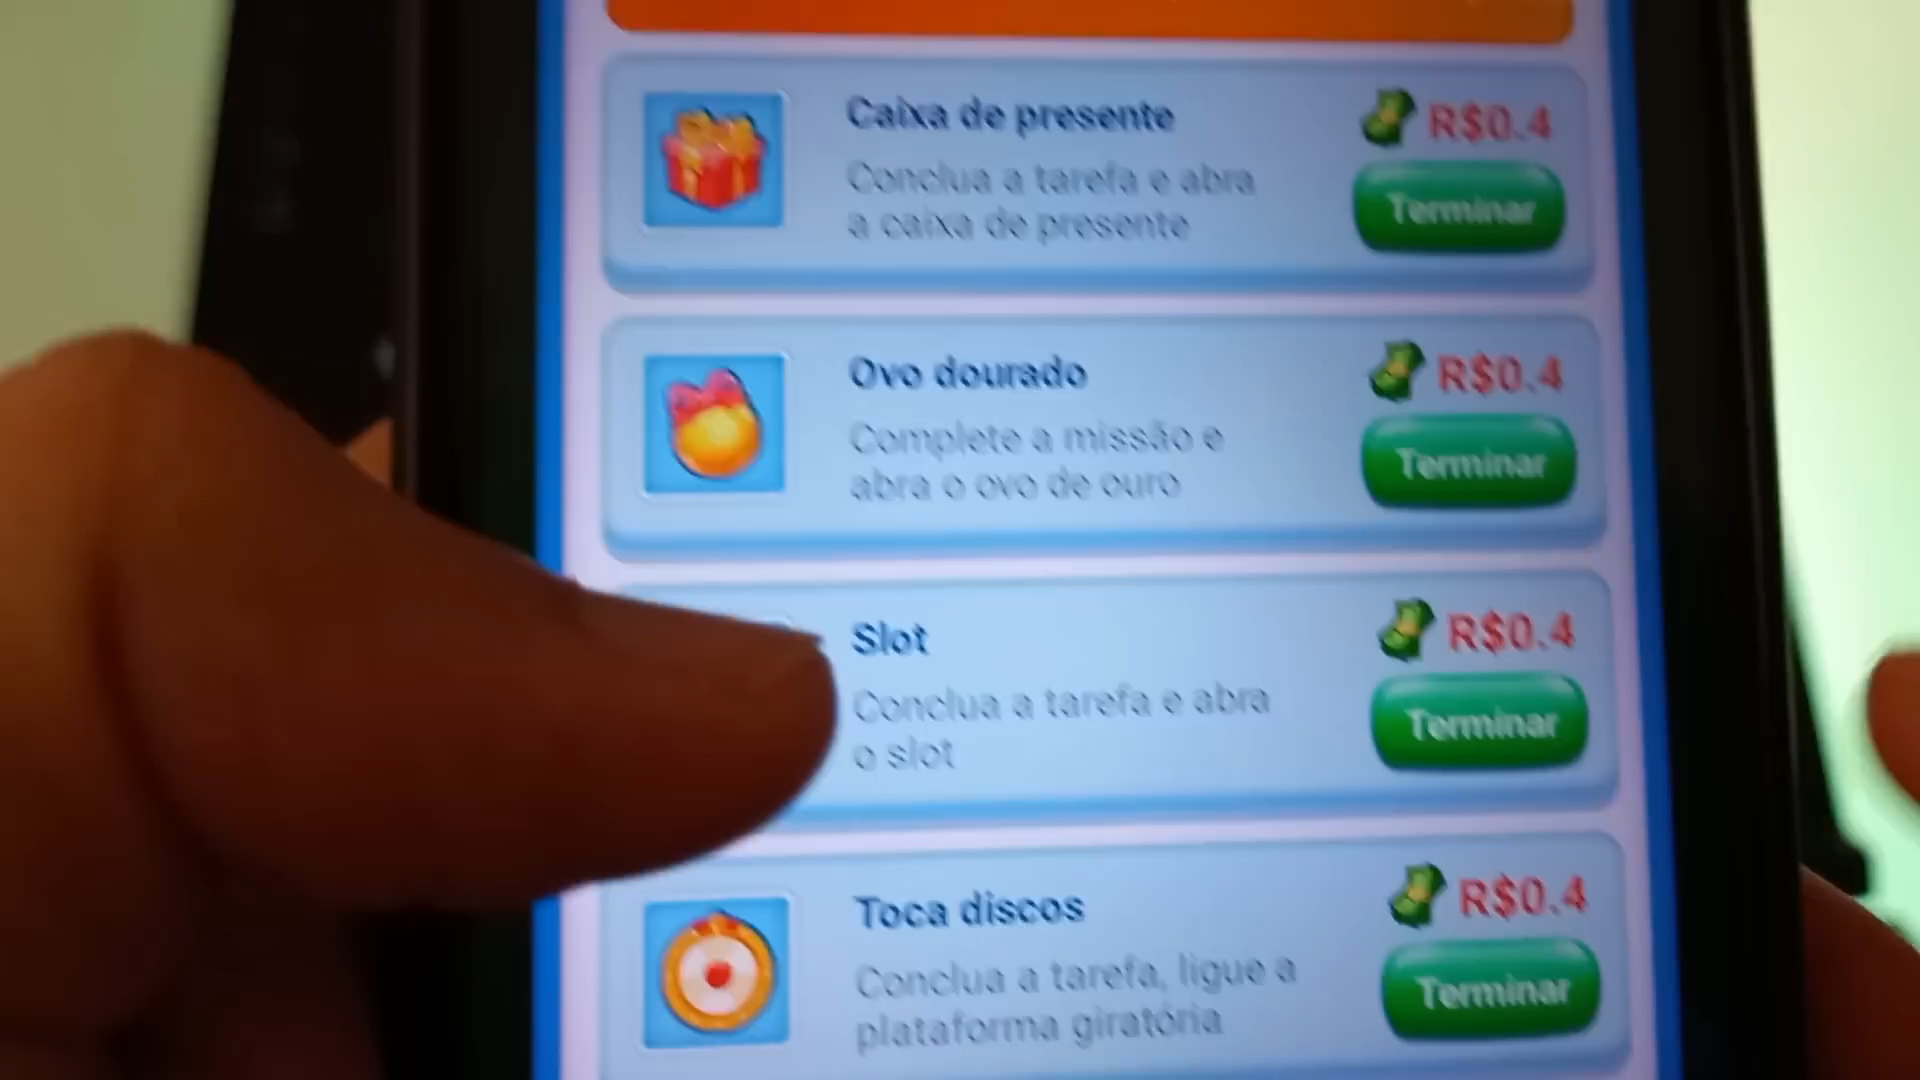 Caixa de presente
R$0.4
Conclua a tarefa e abra
a caixa de presente
Terminar
Ovo dourado
R$0.4
Complete a missão e
abra o ovo de ouro
Terminar
Slot
R$0.4
Conclua a tarefa e abra
o slot
Terminar
Toca discos
R$0.4
Conclua a tarefa, ligue a
plataforma giratória
Terminar